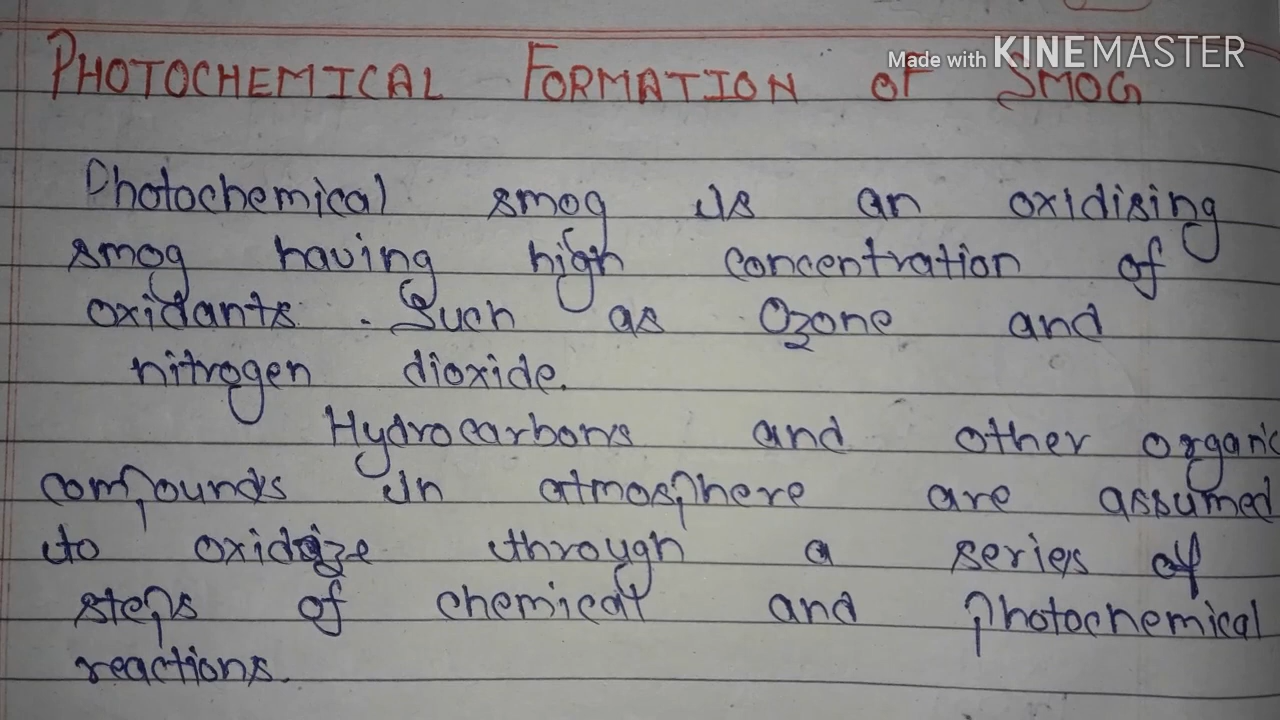 Made with KINEMASTER
PHOTOCHEMICAL FORMATION OF SMOG
Photochemical smog is an oxidising
smog having high concentration of
oxidants. Such as Ozone and
nitrogen dioxide.
Hydrocarbons and other organic
compounds in atmosphere are assumed
to oxidize through a series of
steps of chemical and photochemical
reactions.